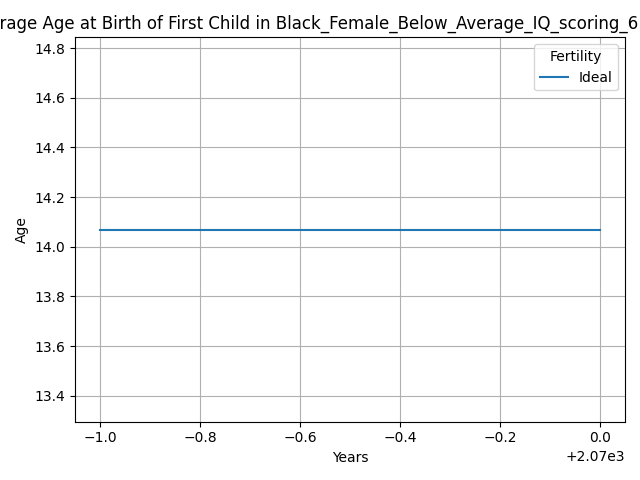 rage Age at Birth of First Child in Black_Female_Below_Average_IQ_scoring_6
14.8
14.6
14.4
14.2
14.0
13.8
13.6
13.4
Age
Fertility
Ideal
−1.0
−0.8
−0.6
−0.4
−0.2
0.0
+2.07e3
Years